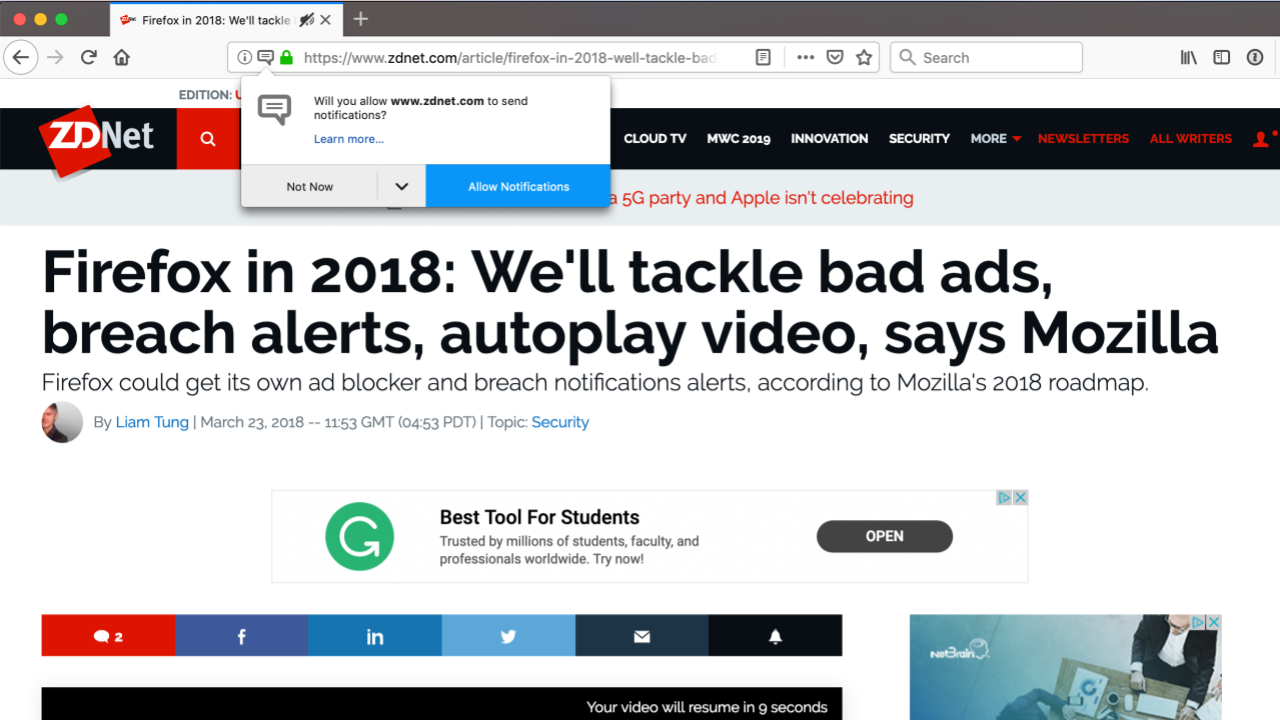 Firefox in 2018: We'll tackle
https://www.zdnet.com/article/firefox-in-2018-well-tackle-bad
Search
EDITION:
Will you allow www.zdnet.com to send
notifications?
Learn more...
Not Now
Allow Notifications
ZDNet
CLOUD TV
MWC 2019
INNOVATION
SECURITY
MORE
NEWSLETTERS
ALL WRITERS
a 5G party and Apple isn't celebrating
Firefox in 2018: We'll tackle bad ads,
breach alerts, autoplay video, says Mozilla
Firefox could get its own ad blocker and breach notifications alerts, according to Mozilla's 2018 roadmap.
By Liam Tung | March 23, 2018 -- 11:53 GMT (04:53 PDT) | Topic: Security
Best Tool For Students
Trusted by millions of students, faculty, and
professionals worldwide. Try now!
OPEN
2
NetBrain
Your video will resume in 9 seconds